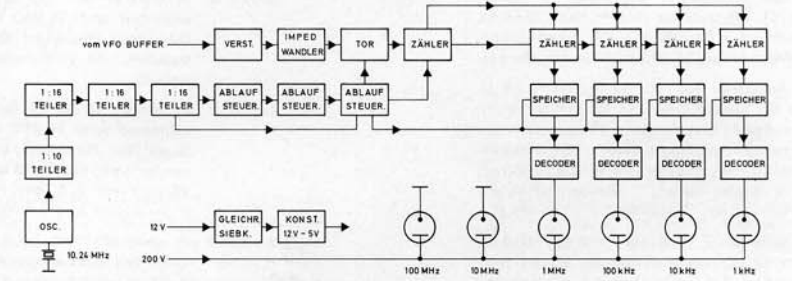 vom VFO BUFFER
VERST.
IMPED
WANDLER
TOR
ZÄHLER
ZÄHLER
ZÄHLER
ZÄHLER
ZÄHLER
1:16
TEILER
1:16
TEILER
1:16
TEILER
ABLAUF
STEUER.
ABLAUF
STEUER.
ABLAUF
STEUER.
SPEICHER
SPEICHER
SPEICHER
SPEICHER
1:10
TEILER
DECODER
DECODER
DECODER
DECODER
OSC.
10.24 MHz
12 V
GLEICHR.
SIEBK.
KONST.
12V - 5V
200 V
100 MHz
10 MHz
1 MHz
100 kHz
10 kHz
1 kHz